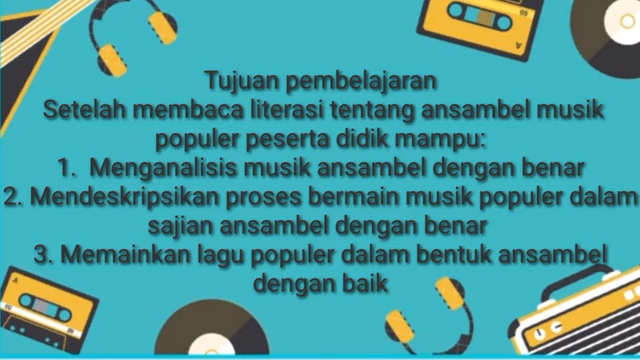 Tujuan pembelajaran
Setelah membaca literasi tentang ansambel musik
populer peserta didik mampu:
1. Menganalisis musik ansambel dengan benar
2. Mendeskripsikan proses bermain musik populer dalam
sajian ansambel dengan benar
3. Memainkan lagu populer dalam bentuk ansambel
dengan baik